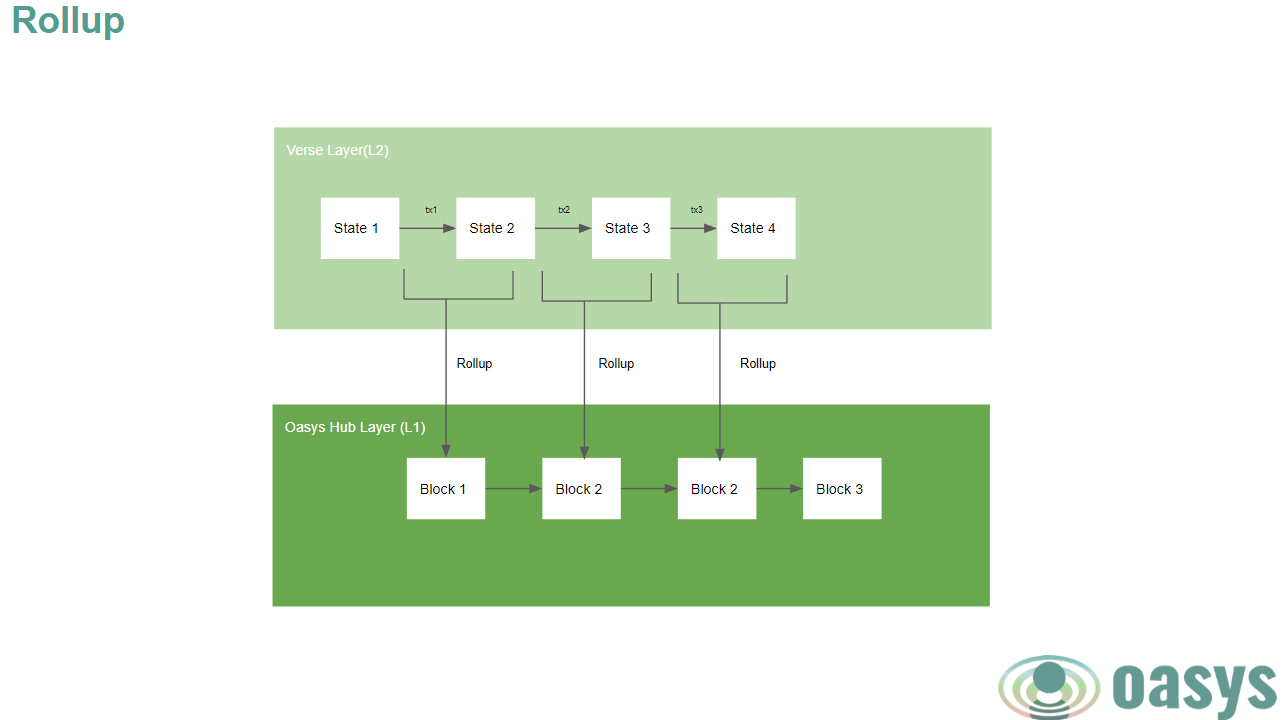 Rollup
Verse Layer(L2)
tx1 tx2 tx3
State 1 State 2 State 3 State 4
Rollup Rollup Rollup
Oasys Hub Layer (L1)
Block 1 Block 2 Block 2 Block 3
oasys